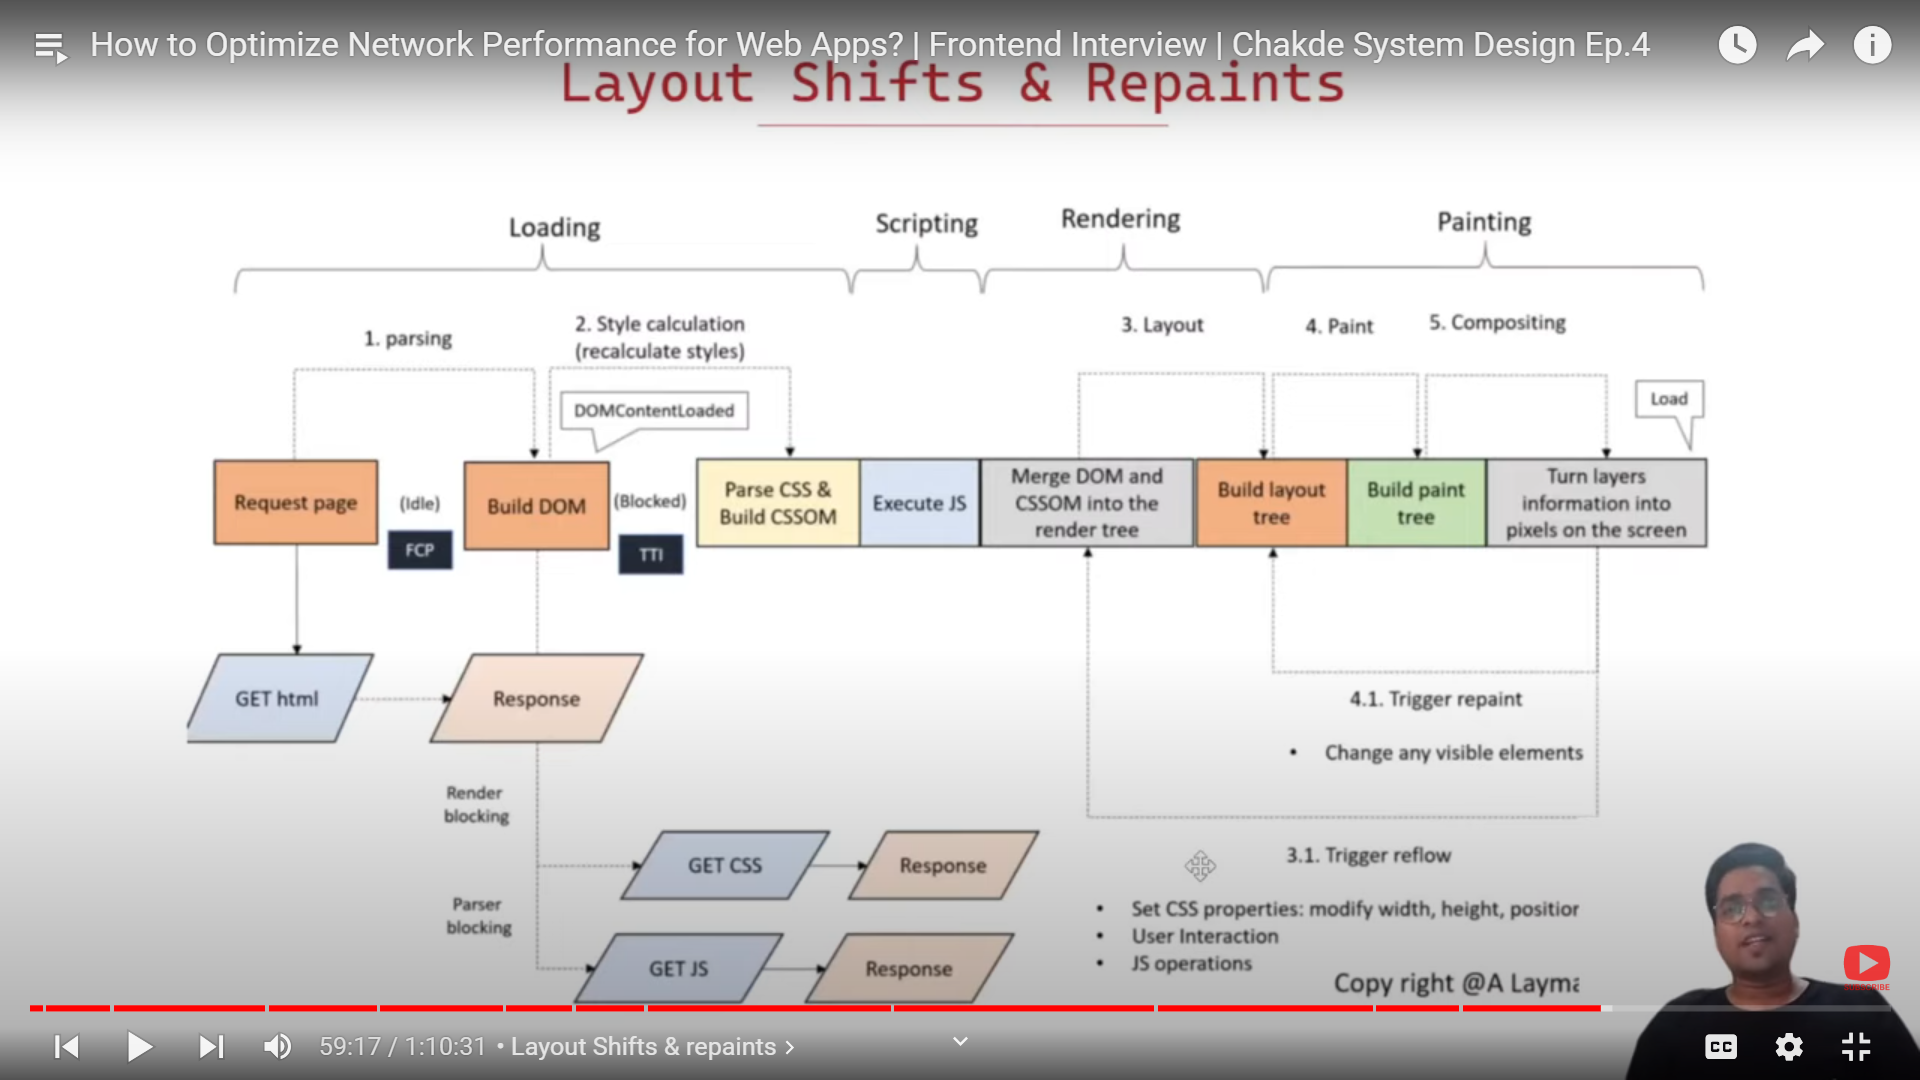 How to Optimize Network Performance for Web Apps? | Frontend Interview | Chakde System Design Ep.4
Layout Shifts & Repaints
Loading
Scripting
Rendering
Painting
1. parsing
2. Style calculation
(recalculate styles)
3. Layout
4. Paint
5. Compositing
DOMContentLoaded
Load
Request page
(Idle)
FCP
Build DOM
(Blocked)
TTI
Parse CSS &
Build CSSOM
Execute JS
Merge DOM and
CSSOM into the
render tree
Build layout
tree
Build paint
tree
Turn layers
information into
pixels on the screen
GET html
Response
4.1. Trigger repaint
• Change any visible elements
Render
blocking
GET CSS
Response
3.1. Trigger reflow
Parser
blocking
• Set CSS properties: modify width, height, position
• User Interaction
• JS operations
GET JS
Response
Copy right @A Layma
SUBSCRIBE
59:17 / 1:10:31 • Layout Shifts & repaints
CC